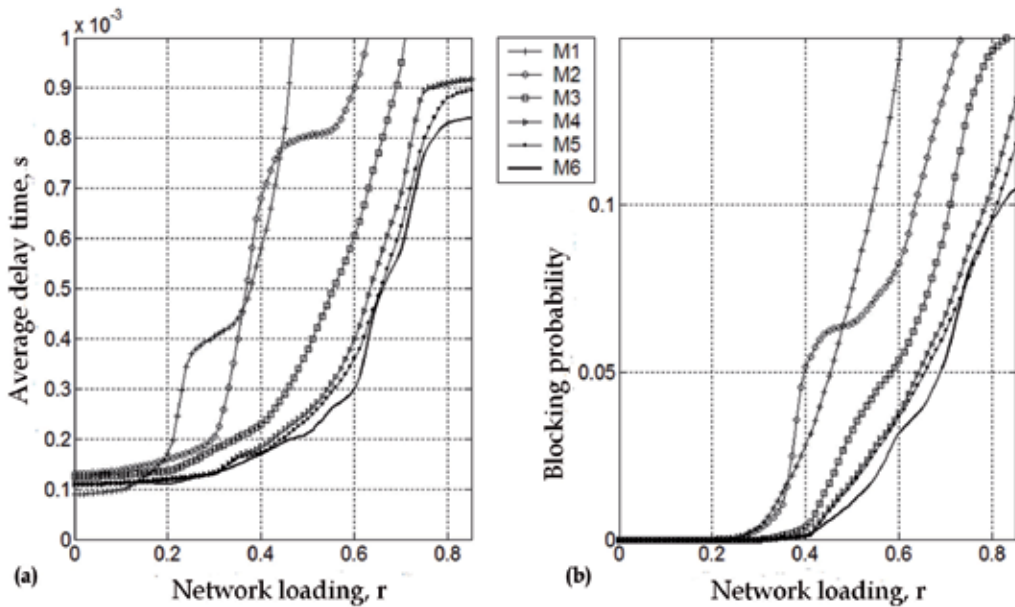 x 10⁻³
1
0.9
0.8
0.7
0.6
0.5
0.4
0.3
0.2
0.1
0
Average delay time, s
0
0.2
0.4
0.6
0.8
(a)
Network loading, r
M1
M2
M3
M4
M5
M6
0.1
0.05
0
Blocking probability
0
0.2
0.4
0.6
0.8
(b)
Network loading, r